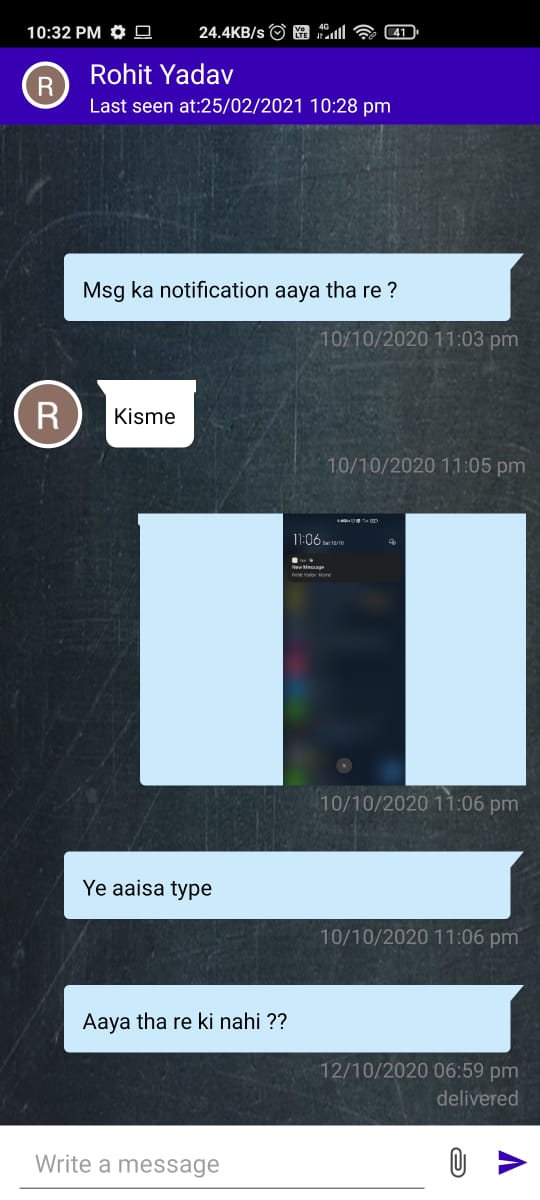 10:32 PM
24.4KB/s
Vo LTE
4G
41
R
Rohit Yadav
Last seen at:25/02/2021 10:28 pm
Msg ka notification aaya tha re ?
10/10/2020 11:03 pm
R
Kisme
10/10/2020 11:05 pm
11:06 Sat 10/10
New Message
Rohit Yadav: Kisme
10/10/2020 11:06 pm
Ye aaisa type
10/10/2020 11:06 pm
Aaya tha re ki nahi ??
12/10/2020 06:59 pm
delivered
Write a message